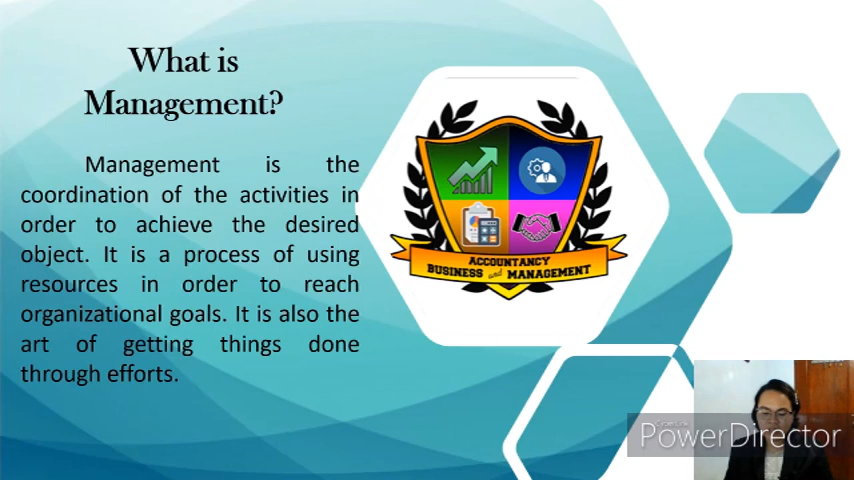 What is
Management?
Management is the
coordination of the activities in
order to achieve the desired
object. It is a process of using
resources in order to reach
organizational goals. It is also the
art of getting things done
through efforts.
ACCOUNTANCY
BUSINESS and MANAGEMENT
CyberLink
PowerDirector